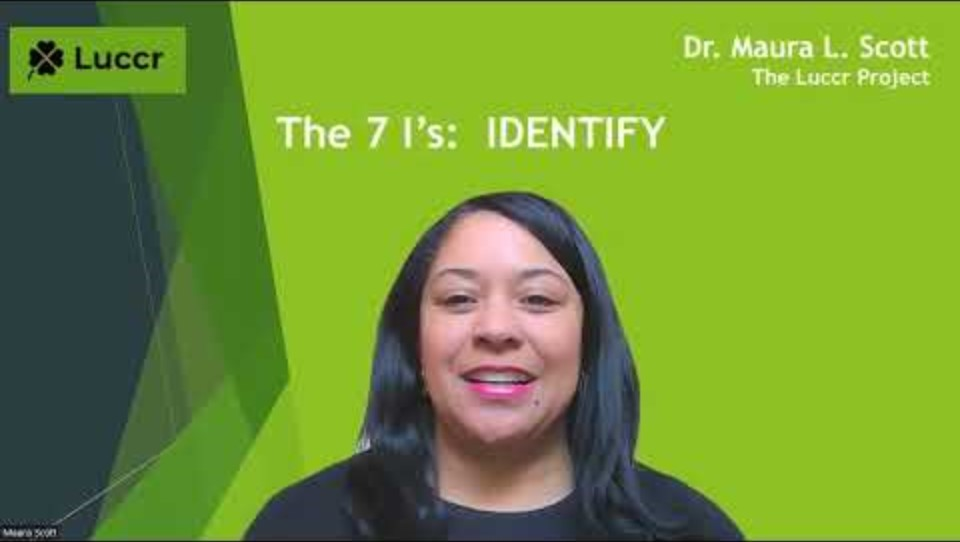 Luccr
Dr. Maura L. Scott
The Luccr Project
The 7 I's: IDENTIFY
Maura Scott